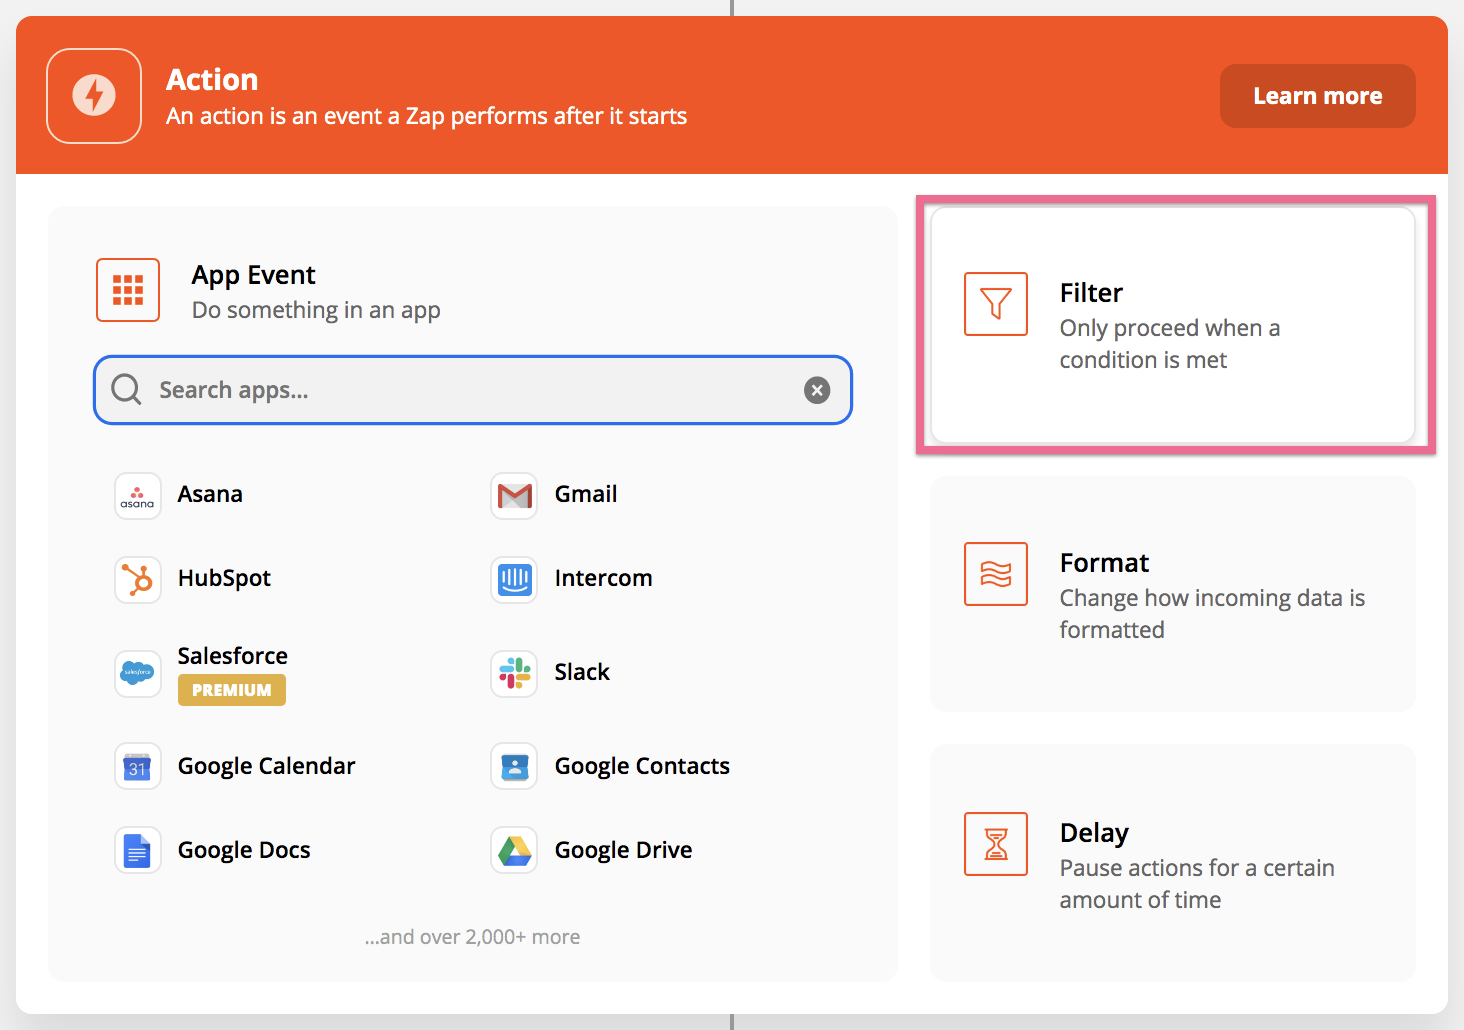 Action
An action is an event a Zap performs after it starts
Learn more
App Event
Do something in an app
Search apps...
asana
Asana
Gmail
HubSpot
Intercom
salesforce
Salesforce
PREMIUM
Slack
31
Google Calendar
Google Contacts
Google Docs
Google Drive
...and over 2,000+ more
Filter
Only proceed when a
condition is met
Format
Change how incoming data is
formatted
Delay
Pause actions for a certain
amount of time